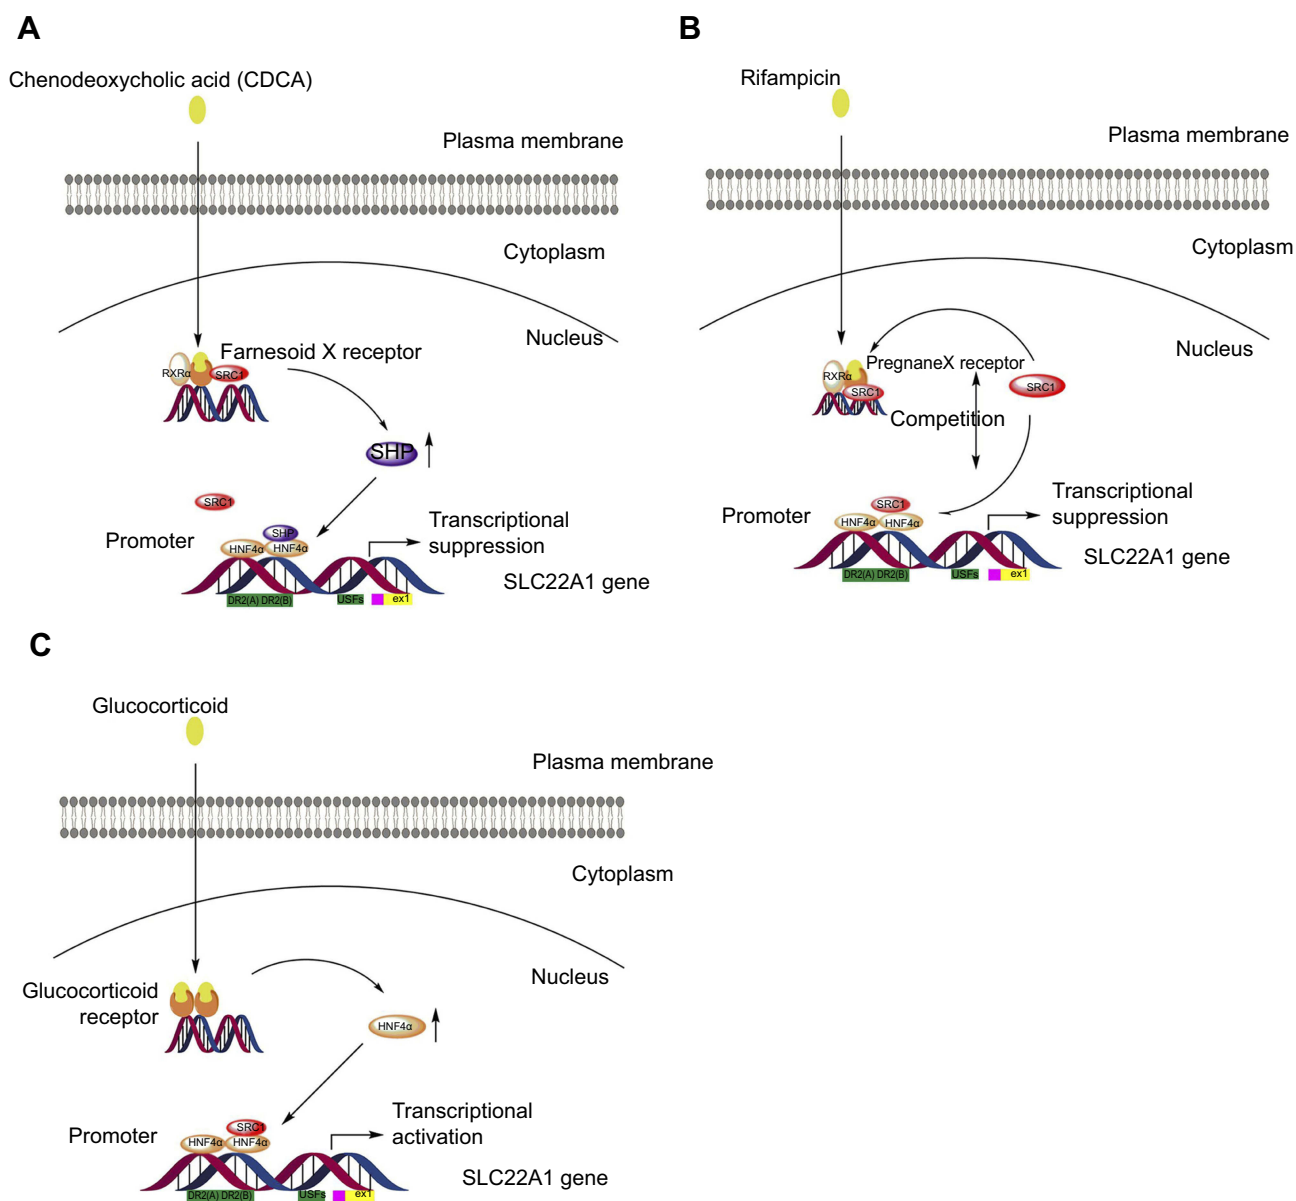 A
Chenodeoxycholic acid (CDCA)
Plasma membrane
Cytoplasm
Nucleus
Farnesoid X receptor
RXRα
SRC1
SHP
SRC1
SHP
Promoter
HNF4α
HNF4α
Transcriptional
suppression
SLC22A1 gene
DR2(A) DR2(B)
USFs
ex1
B
Rifampicin
Plasma membrane
Cytoplasm
Nucleus
PregnaneX receptor
RXRα
SRC1
SRC1
Competition
SRC1
Promoter
HNF4α
HNF4α
Transcriptional
suppression
SLC22A1 gene
DR2(A) DR2(B)
USFs
ex1
C
Glucocorticoid
Plasma membrane
Cytoplasm
Nucleus
Glucocorticoid
receptor
HNF4α
SRC1
Promoter
HNF4α
HNF4α
Transcriptional
activation
SLC22A1 gene
DR2(A) DR2(B)
USFs
ex1